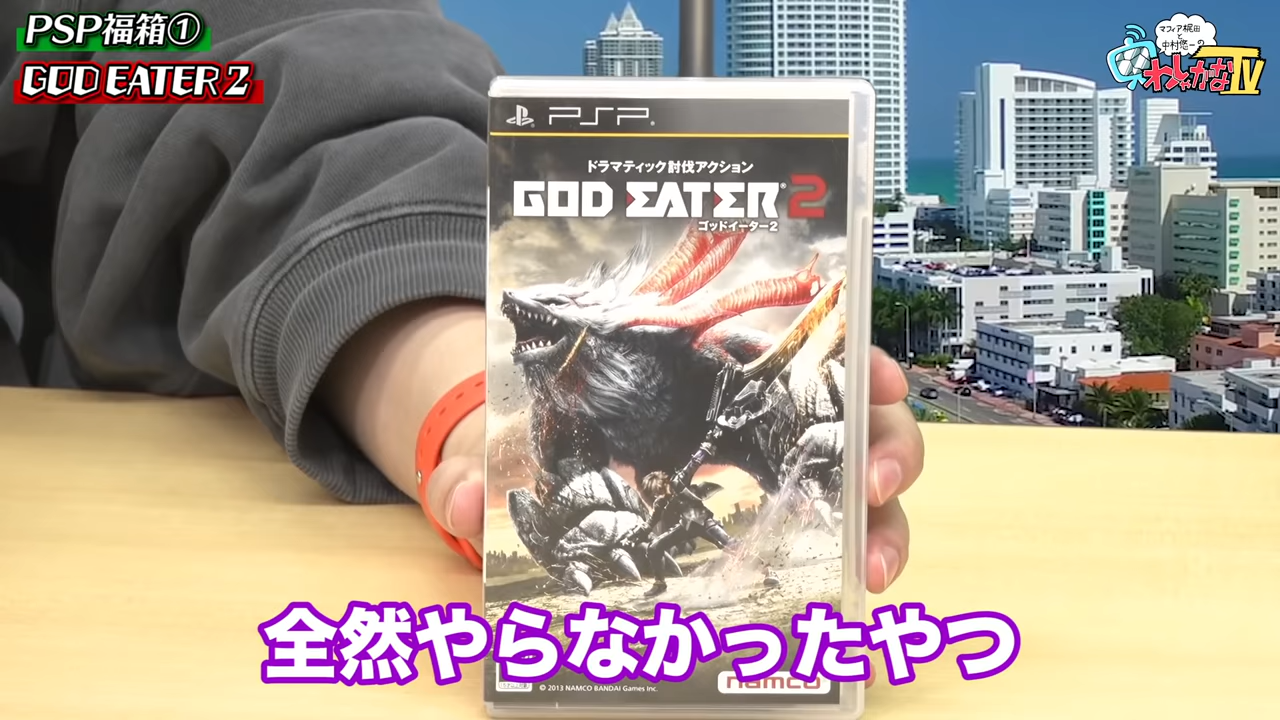 PSP福箱①
GOD EATER 2
マフィア梶田
と
中村悠一の
わしゃがなTV
PSP
ドラマティック討伐アクション
GOD EATER 2
ゴッドイーター2
全然やらなかったやつ
© 2013 NAMCO BANDAI Games Inc.
namco